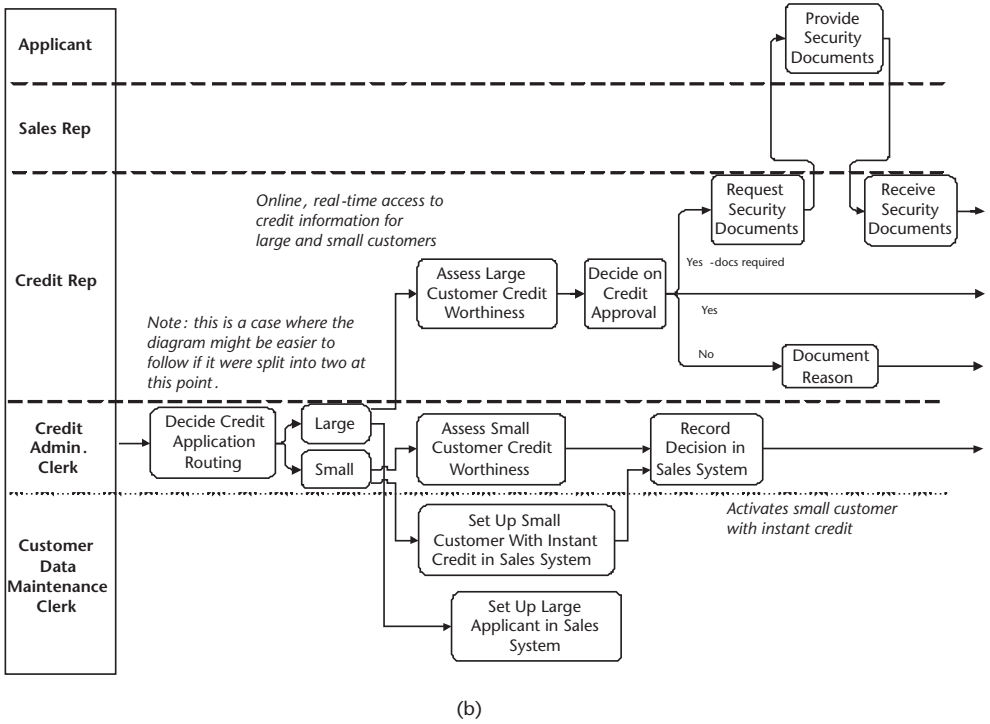 Applicant
Provide
Security
Documents
Sales Rep
Credit Rep
Online, real-time access to
credit information for
large and small customers
Request
Security
Documents
Receive
Security
Documents
Assess Large
Customer Credit
Worthiness
Decide on
Credit
Approval
Yes -docs required
Yes
No
Document
Reason
Note: this is a case where the
diagram might be easier to
follow if it were split into two at
this point.
Credit
Admin.
Clerk
Decide Credit
Application
Routing
Large
Small
Assess Small
Customer Credit
Worthiness
Record
Decision in
Sales System
Activates small customer
with instant credit
Customer
Data
Maintenance
Clerk
Set Up Small
Customer With Instant
Credit in Sales System
Set Up Large
Applicant in Sales
System
(b)